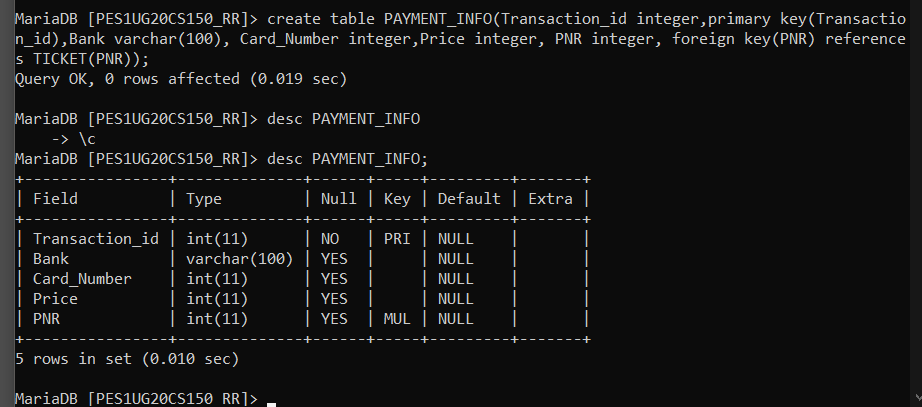 MariaDB [PES1UG20CS150_RR]> create table PAYMENT_INFO(Transaction_id integer,primary key(Transactio
n_id),Bank varchar(100), Card_Number integer,Price integer, PNR integer, foreign key(PNR) reference
s TICKET(PNR));
Query OK, 0 rows affected (0.019 sec)
MariaDB [PES1UG20CS150_RR]> desc PAYMENT_INFO
    -> \c
MariaDB [PES1UG20CS150_RR]> desc PAYMENT_INFO;
+----------------+--------------+------+-----+---------+-------+
| Field          | Type         | Null | Key | Default | Extra |
+----------------+--------------+------+-----+---------+-------+
| Transaction_id | int(11)      | NO   | PRI | NULL    |       |
| Bank           | varchar(100) | YES  |     | NULL    |       |
| Card_Number    | int(11)      | YES  |     | NULL    |       |
| Price          | int(11)      | YES  |     | NULL    |       |
| PNR            | int(11)      | YES  | MUL | NULL    |       |
+----------------+--------------+------+-----+---------+-------+
5 rows in set (0.010 sec)
MariaDB [PES1UG20CS150_RR]>